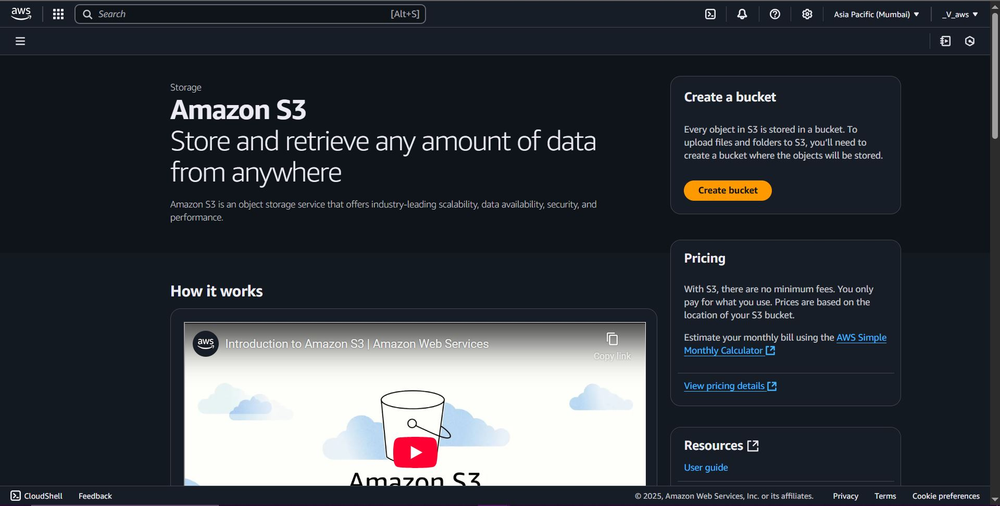 aws
Search [Alt+S]
Asia Pacific (Mumbai)
_V_aws
Storage
Amazon S3
Store and retrieve any amount of data
from anywhere
Amazon S3 is an object storage service that offers industry-leading scalability, data availability, security, and
performance.
Create a bucket
Every object in S3 is stored in a bucket. To
upload files and folders to S3, you’ll need to
create a bucket where the objects will be stored.
Create bucket
How it works
aws
Introduction to Amazon S3 | Amazon Web Services
Copy link
Amazon S3
Pricing
With S3, there are no minimum fees. You only
pay for what you use. Prices are based on the
location of your S3 bucket.
Estimate your monthly bill using the AWS Simple
Monthly Calculator
View pricing details
Resources
User guide
CloudShell
Feedback
© 2025, Amazon Web Services, Inc. or its affiliates.
Privacy
Terms
Cookie preferences